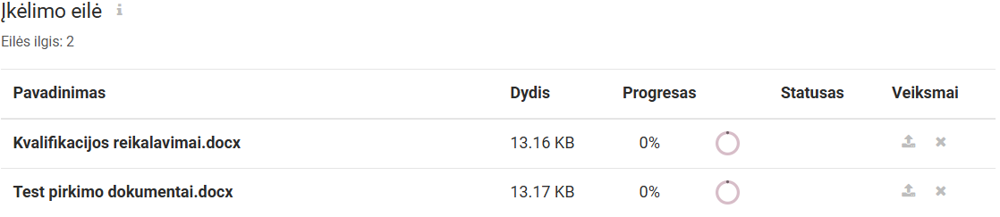 Įkėlimo eilė
Eilės ilgis: 2
Pavadinimas Dydis Progresas Statusas Veiksmai
Kvalifikacijos reikalavimai.docx 13.16 KB 0%
Test pirkimo dokumentai.docx 13.17 KB 0%